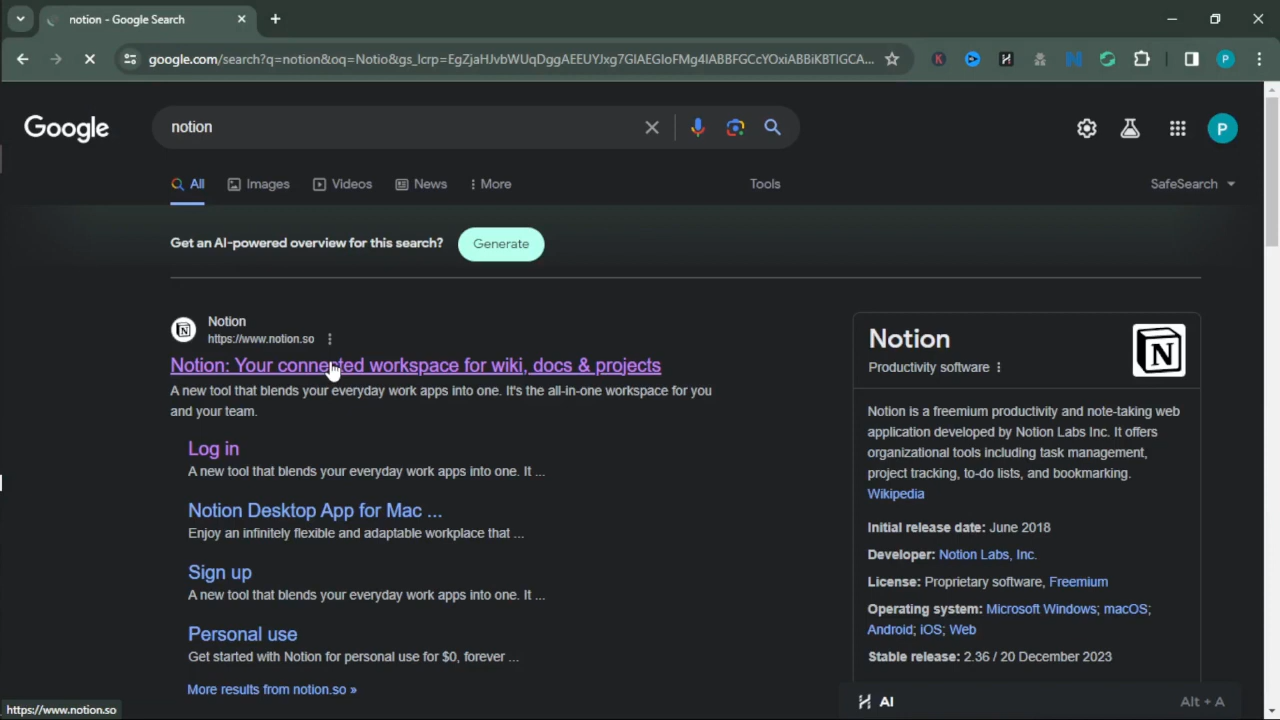 notion - Google Search
google.com/search?q=notion&oq=Notio&gs_lcrp=EgZjaHJvbWUqDggAEEUYJxg7GIAEGIoFMg4IABBFGCcYOxiABBiKBTIGCA...
P
Google
notion
P
All
Images
Videos
News
More
Tools
SafeSearch
Get an AI-powered overview for this search?
Generate
Notion
https://www.notion.so
Notion: Your connected workspace for wiki, docs & projects
A new tool that blends your everyday work apps into one. It's the all-in-one workspace for you
and your team.
Log in
A new tool that blends your everyday work apps into one. It ...
Notion Desktop App for Mac ...
Enjoy an infinitely flexible and adaptable workplace that ...
Sign up
A new tool that blends your everyday work apps into one. It ...
Personal use
Get started with Notion for personal use for $0, forever ...
More results from notion.so »
Notion
Productivity software
N
Notion is a freemium productivity and note-taking web
application developed by Notion Labs Inc. It offers
organizational tools including task management,
project tracking, to-do lists, and bookmarking.
Wikipedia
Initial release date: June 2018
Developer: Notion Labs, Inc.
License: Proprietary software, Freemium
Operating system: Microsoft Windows; macOS;
Android; iOS; Web
Stable release: 2.36 / 20 December 2023
AI
Alt + A
https://www.notion.so